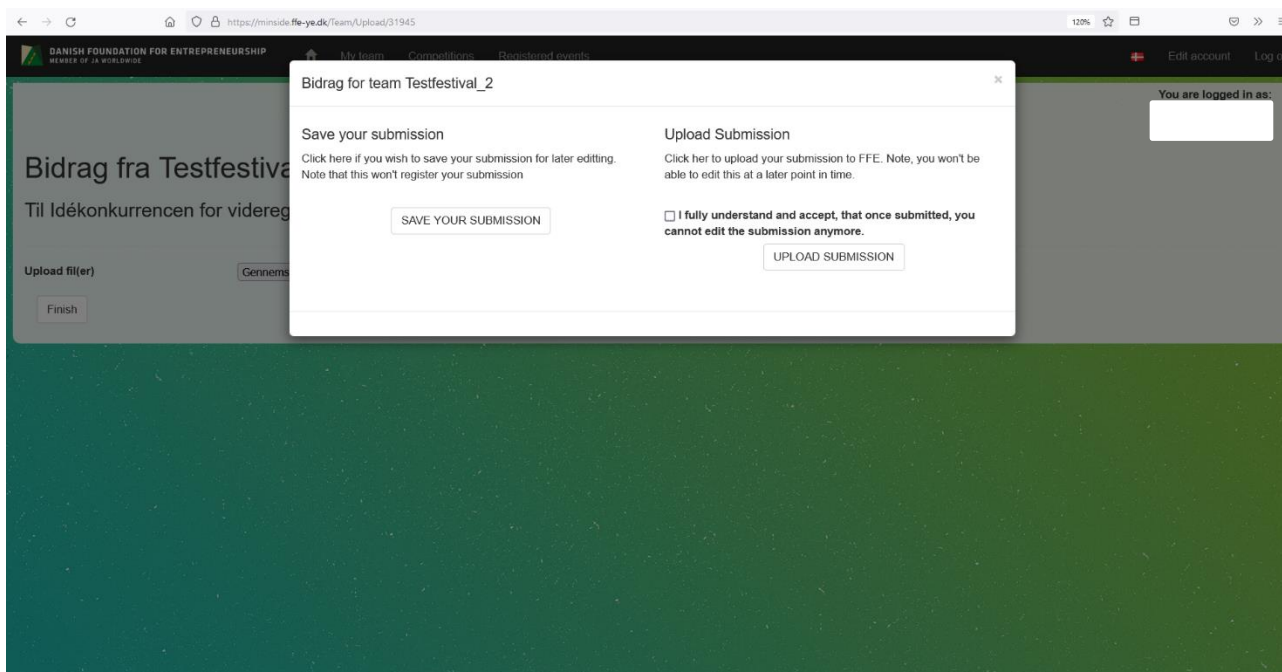 https://minside.ffe-ye.dk/Team/Upload/31945
120%
DANISH FOUNDATION FOR ENTREPRENEURSHIP
MEMBER OF JA WORLDWIDE
My team Competitions Registered events
Edit account Log o
You are logged in as:
Bidrag for team Testfestival_2
×
Save your submission
Click here if you wish to save your submission for later editting.
Note that this won't register your submission
SAVE YOUR SUBMISSION
Upload Submission
Click her to upload your submission to FFE. Note, you won't be
able to edit this at a later point in time.
I fully understand and accept, that once submitted, you
cannot edit the submission anymore.
UPLOAD SUBMISSION
Bidrag fra Testfestiva
Til Idékonkurrencen for videreg
Upload fil(er)
Gennems
Finish